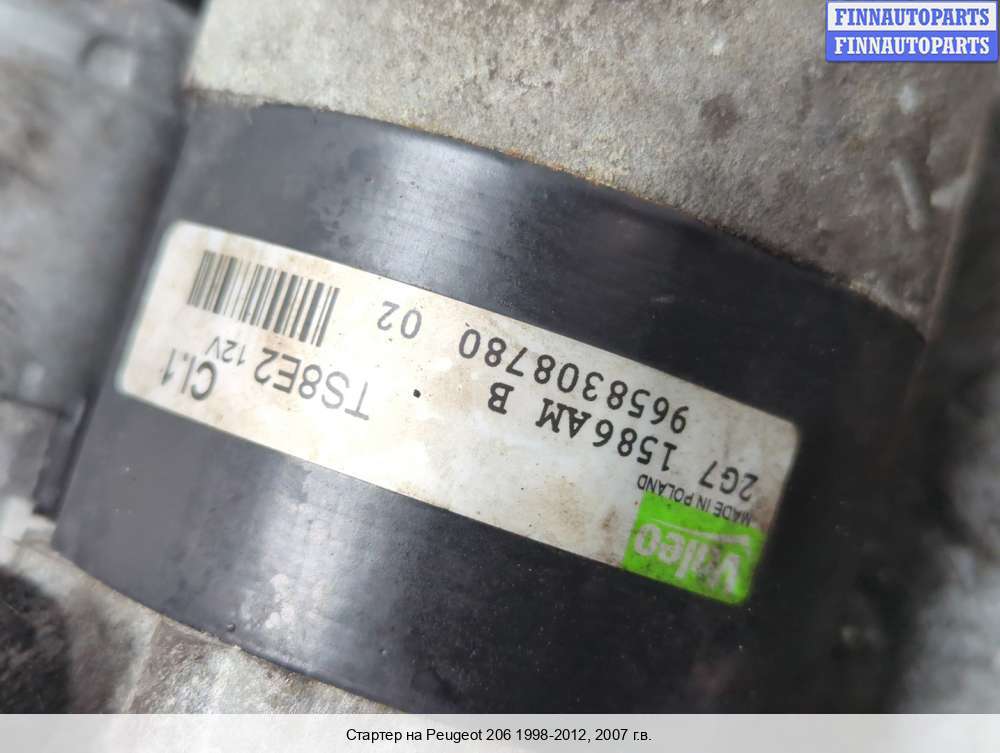 FINNAUTOPARTS
FINNAUTOPARTS
Valeo
MADE IN POLAND
2G7 1586AM B
9658308780 02
TS8E2 12V
Cl.1
Стартер на Peugeot 206 1998-2012, 2007 г.в.